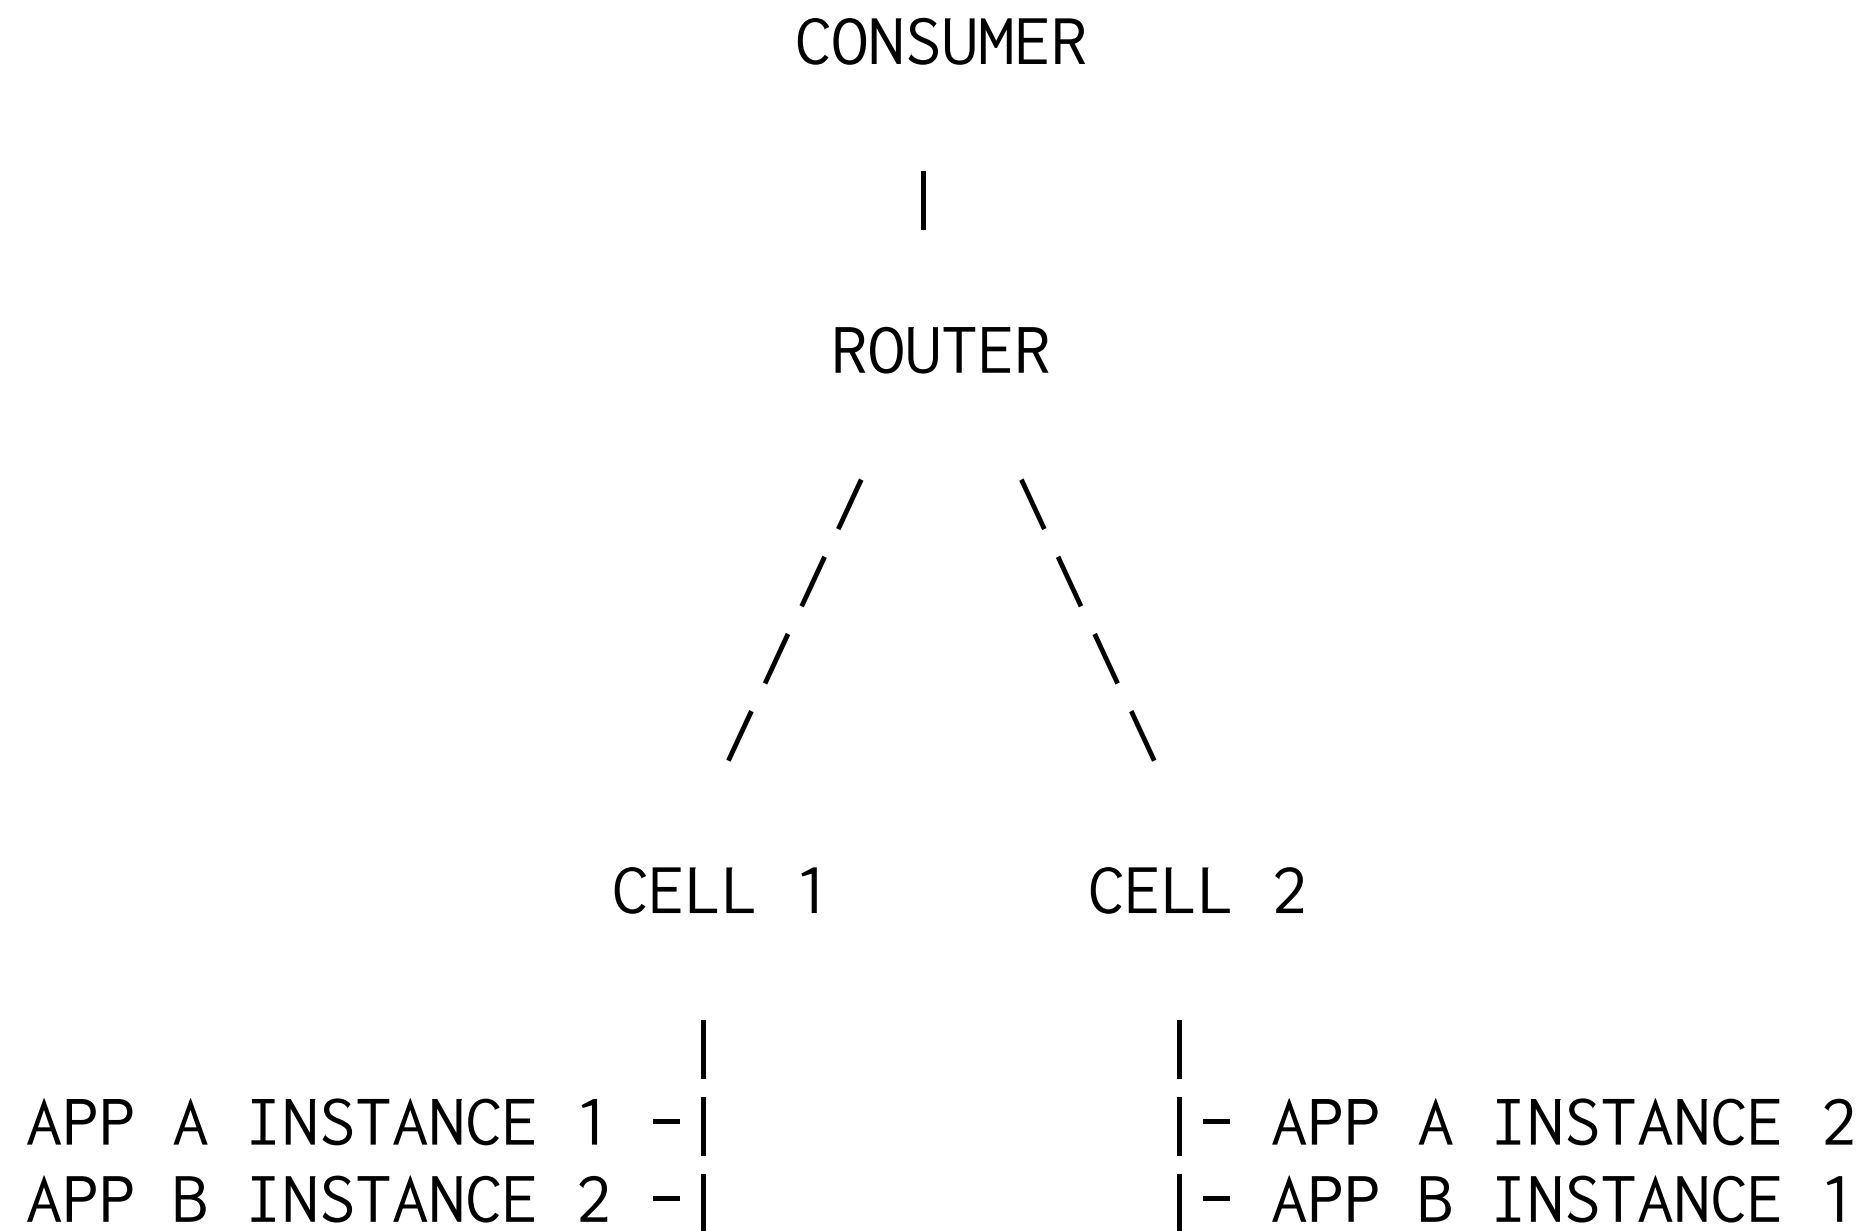 CONSUMER
|
ROUTER
/ \
/ \
/ \
/ \
CELL 1 CELL 2
| |
APP A INSTANCE 1 -| |- APP A INSTANCE 2
APP B INSTANCE 2 -| |- APP B INSTANCE 1